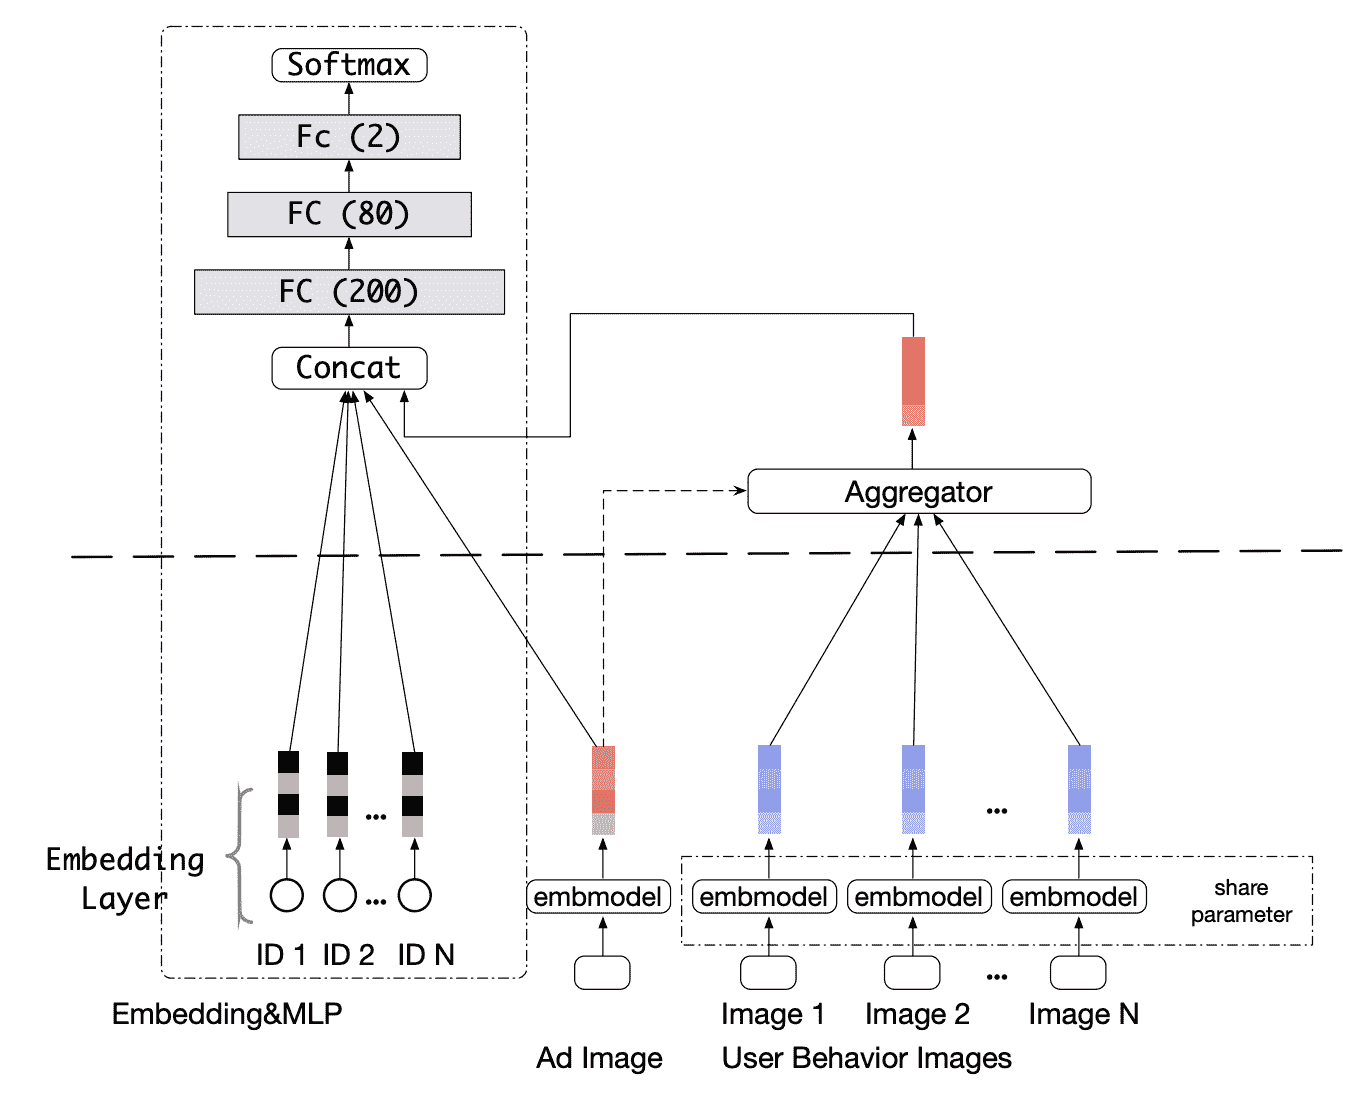 Softmax
Fc (2)
FC (80)
FC (200)
Concat
Aggregator
Embedding
Layer
...
...
...
embmodel
embmodel
embmodel
embmodel
share
parameter
ID 1
ID 2
ID N
...
Embedding&MLP
Image 1
Image 2
Image N
Ad Image
User Behavior Images